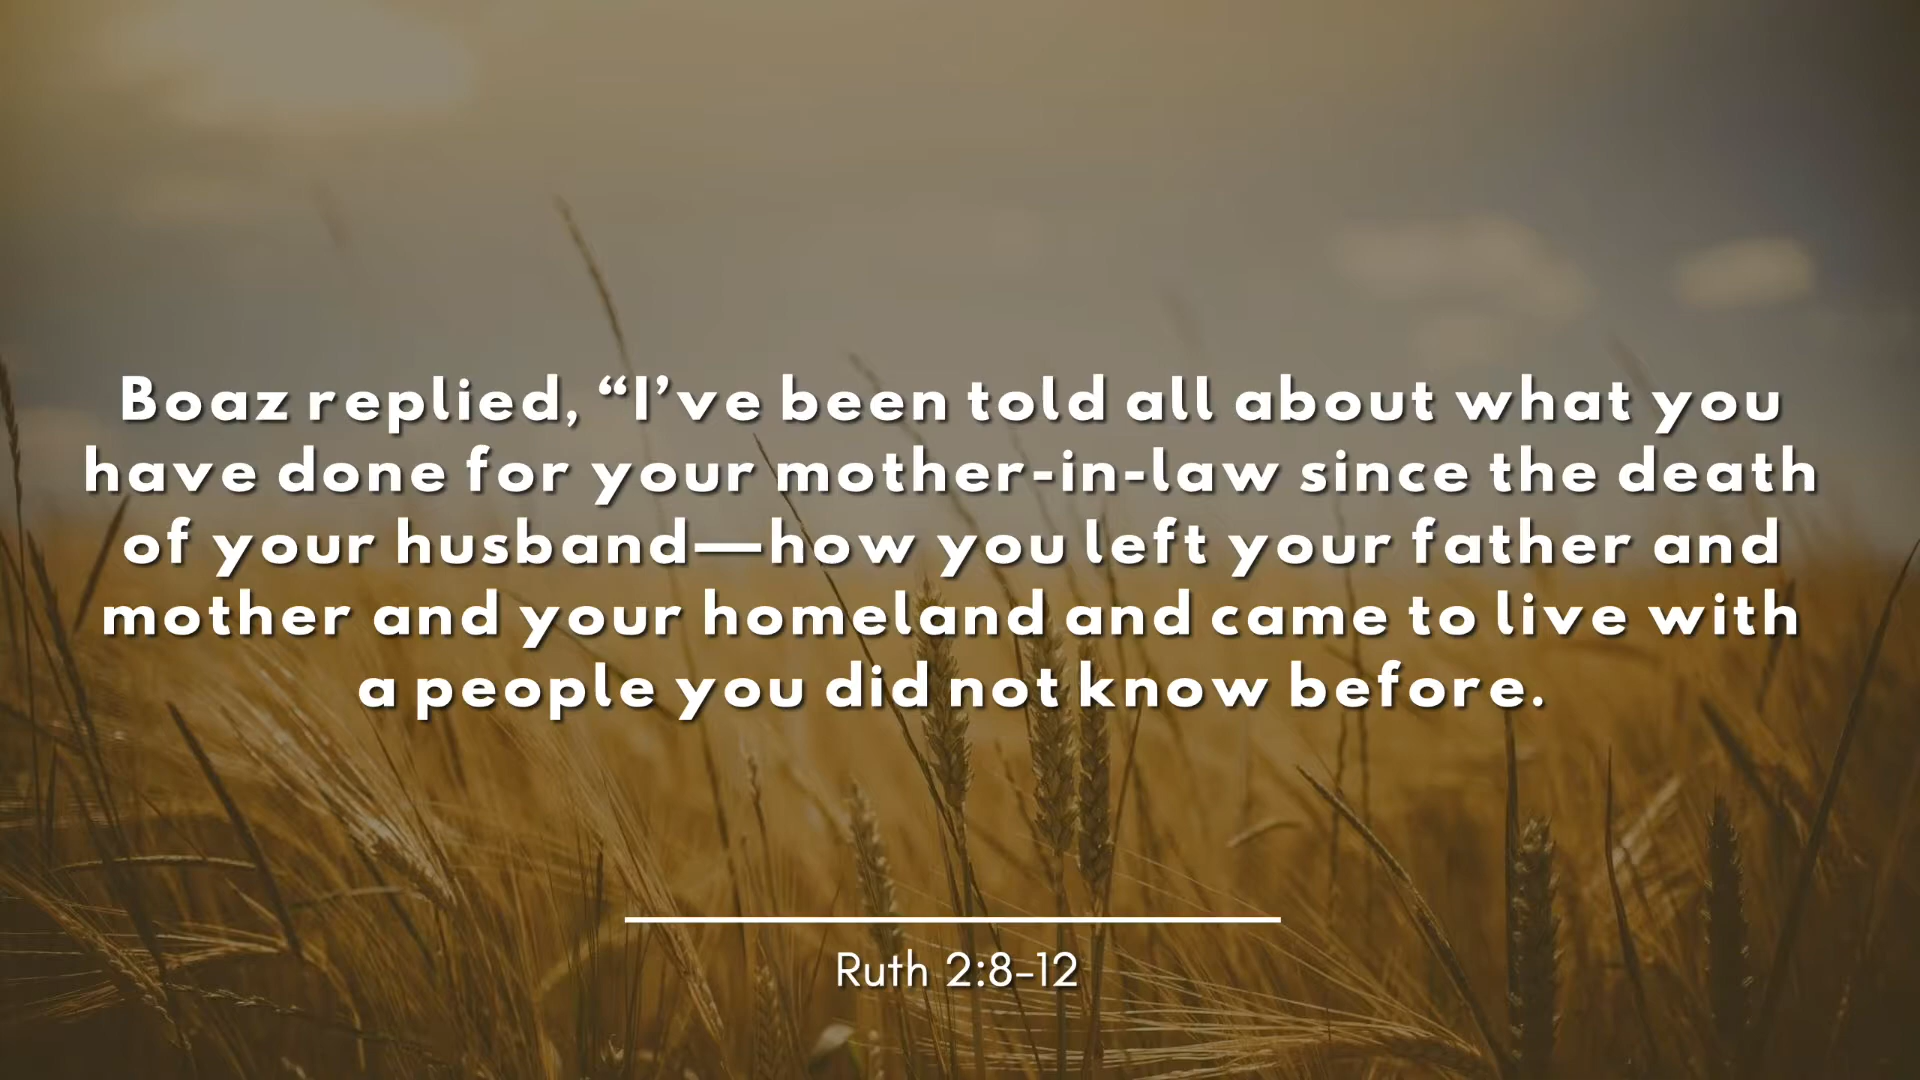 Boaz replied, “I’ve been told all about what you
have done for your mother-in-law since the death
of your husband—how you left your father and
mother and your homeland and came to live with
a people you did not know before.
Ruth 2:8-12